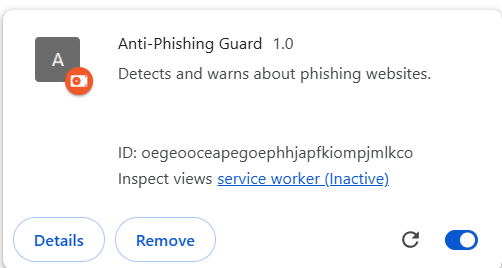 A
Anti-Phishing Guard 1.0
Detects and warns about phishing websites.
ID: oegeooceapegoephhjapfkiompjmlkco
Inspect views service worker (Inactive)
Details
Remove